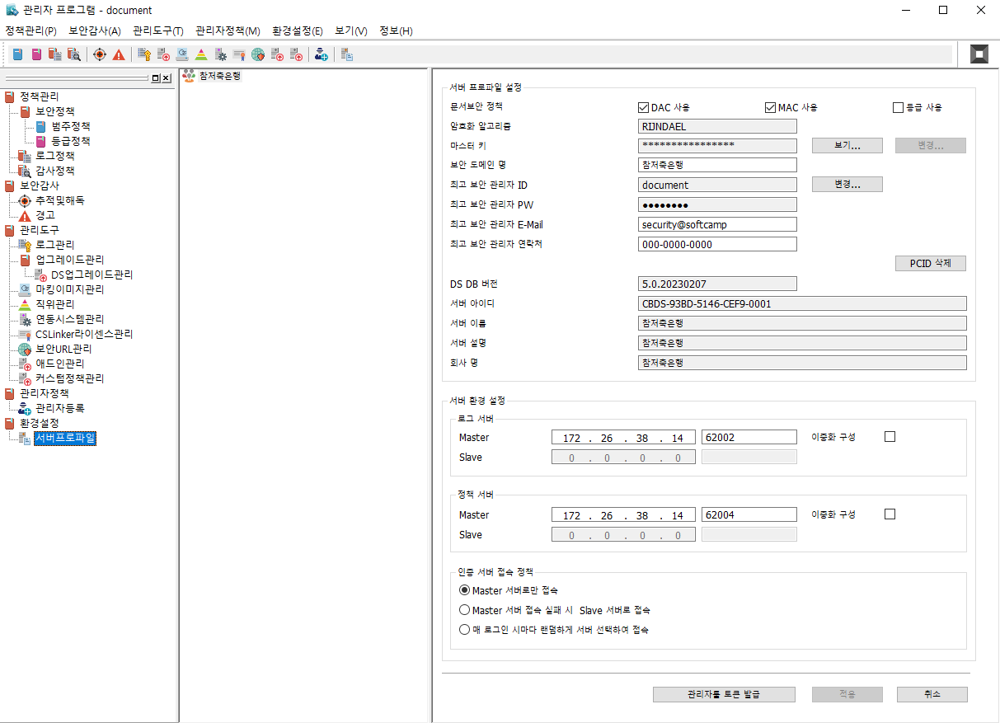 관리자 프로그램 - document
정책관리(P) 보안감사(A) 관리도구(T) 관리자정책(M) 환경설정(E) 보기(V) 정보(H)
정책관리
보안정책
범주정책
등급정책
로그정책
감사정책
보안감사
추적및해독
경고
관리도구
로그관리
업그레이드관리
DS업그레이드관리
마킹이미지관리
직위관리
연동시스템관리
CSLinker라이센스관리
보안URL관리
애드인관리
커스텀정책관리
관리자정책
관리자등록
환경설정
서버프로파일
참저축은행
서버 프로파일 설정
문서보안 정책 DAC 사용 MAC 사용 등급 사용
암호화 알고리즘 RIJNDAEL
마스터 키 **************** 보기... 변경...
보안 도메인 명 참저축은행
최고 보안 관리자 ID document 변경...
최고 보안 관리자 PW ●●●●●●●●
최고 보안 관리자 E-Mail security@softcamp
최고 보안 관리자 연락처 000-0000-0000
PCID 삭제
DS DB 버전 5.0.20230207
서버 아이디 CBDS-93BD-5146-CEF9-0001
서버 이름 참저축은행
서버 설명 참저축은행
회사 명 참저축은행
서버 환경 설정
로그 서버
Master 172 . 26 . 38 . 14 62002 이중화 구성
Slave 0 . 0 . 0 . 0
정책 서버
Master 172 . 26 . 38 . 14 62004 이중화 구성
Slave 0 . 0 . 0 . 0
인증 서버 접속 정책
Master 서버로만 접속
Master 서버 접속 실패 시 Slave 서버로 접속
매 로그인 시마다 랜덤하게 서버 선택하여 접속
관리자용 토큰 발급 적용 취소